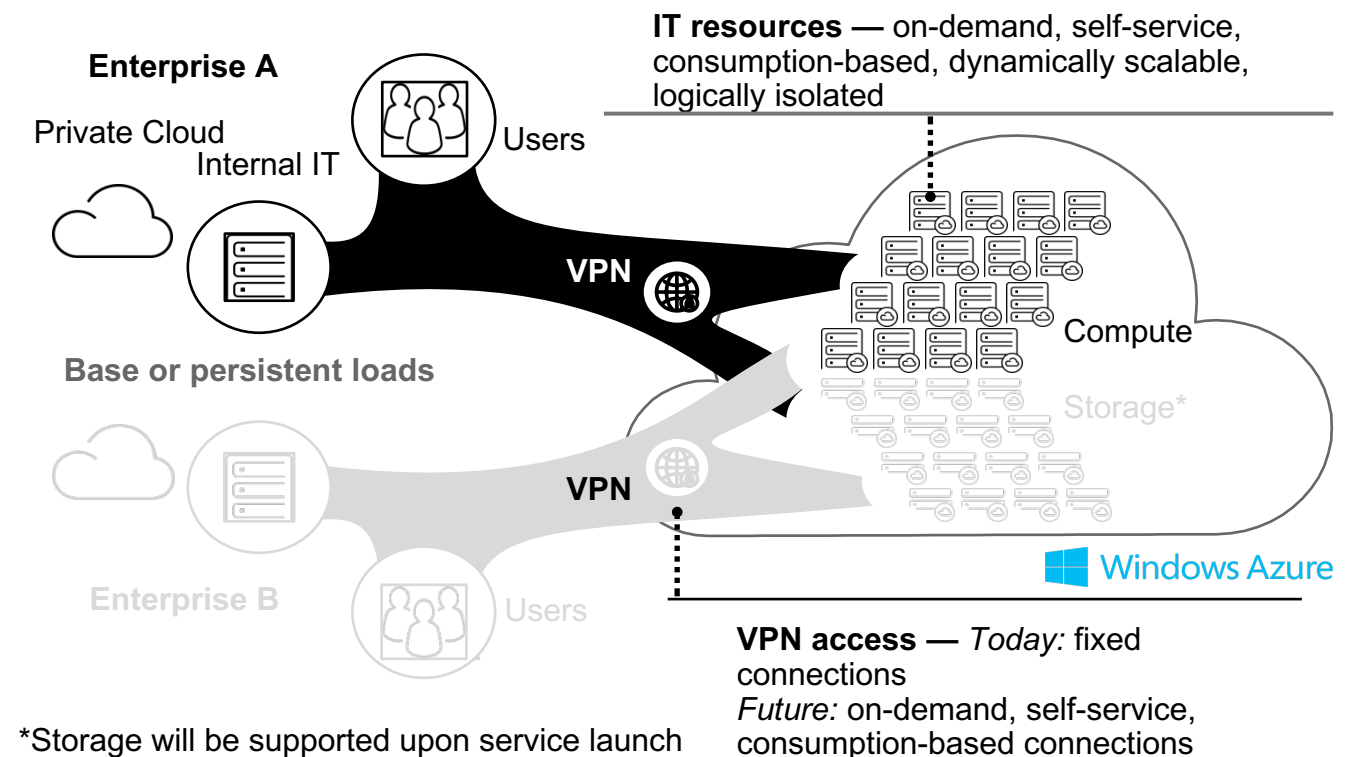 IT resources — on-demand, self-service,
consumption-based, dynamically scalable,
logically isolated
Enterprise A
Private Cloud
Internal IT
Users
VPN
Compute
Base or persistent loads
Storage*
VPN
Windows Azure
Enterprise B
Users
VPN access — Today: fixed
connections
Future: on-demand, self-service,
consumption-based connections
*Storage will be supported upon service launch